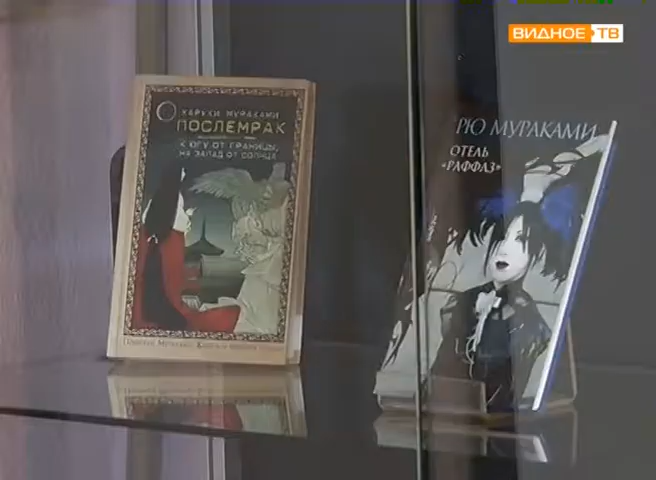 ВИДНОЕ ТВ
ХАРУКИ МУРАКАМИ
ПОСЛЕМРАК
К ЮГУ ОТ ГРАНИЦЫ,
НА ЗАПАД ОТ СОЛНЦА
РЮ МУРАКАМИ
ОТЕЛЬ
«РАФФЛЗ»